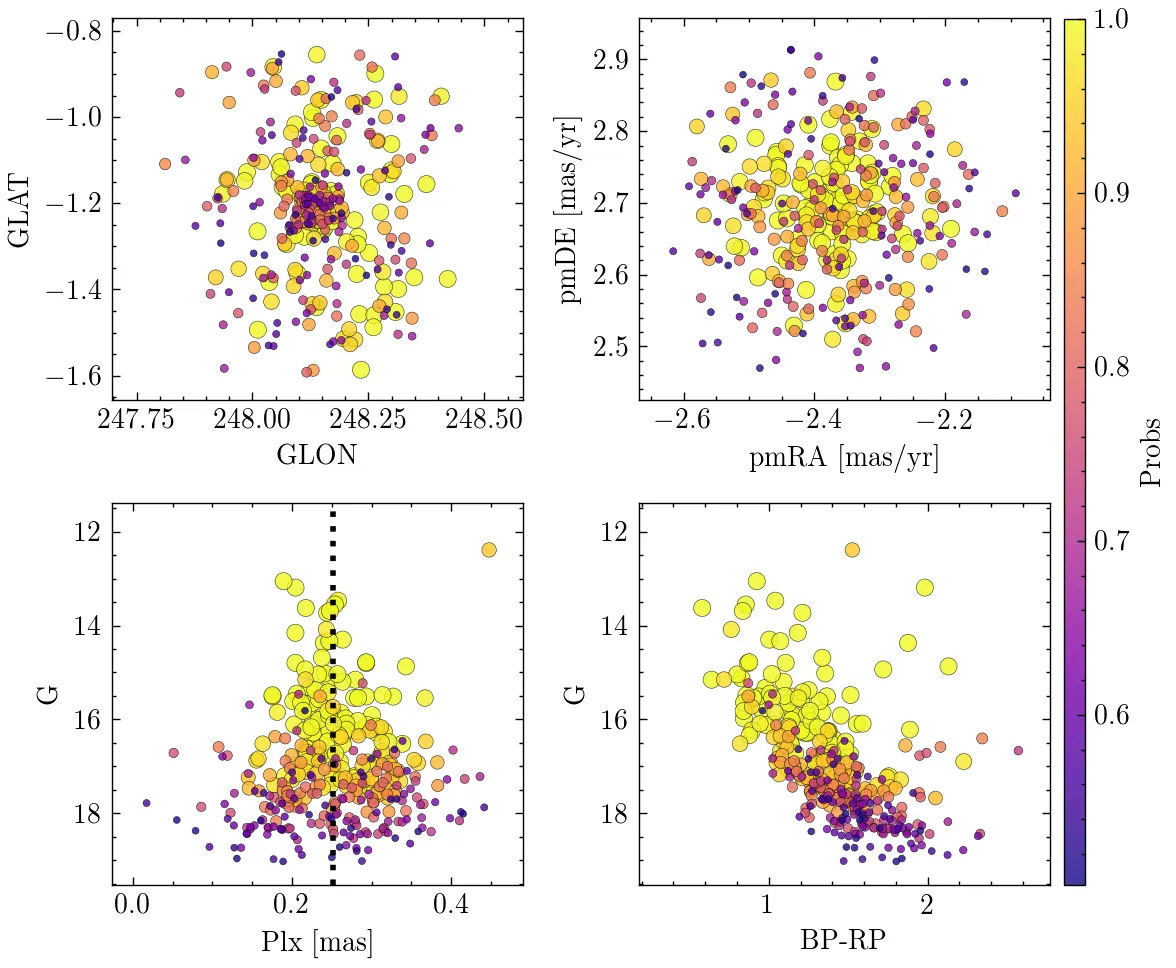 −0.8
−1.0
−1.2
−1.4
−1.6
GLAT
247.75 248.00 248.25 248.50
GLON
2.9
2.8
2.7
2.6
2.5
pmDE [mas/yr]
−2.6 −2.4 −2.2
pmRA [mas/yr]
1.0
0.9
0.8
0.7
0.6
Probs
12
14
16
18
G
0.0 0.2 0.4
Plx [mas]
12
14
16
18
G
1 2
BP-RP